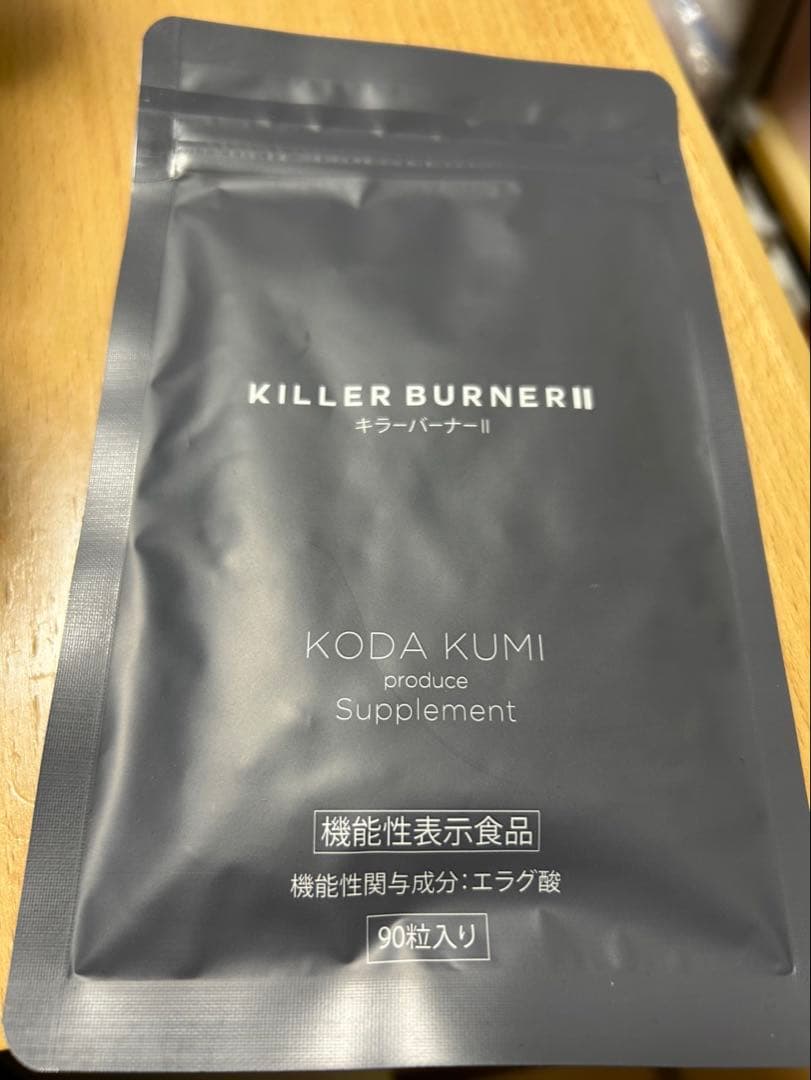 KILLER BURNERⅡ
キラーバーナーⅡ
KODA KUMI
produce
Supplement
機能性表示食品
機能性関与成分：エラグ酸
90粒入り